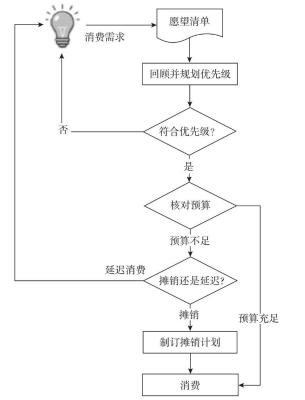 愿望清单
消费需求
回顾并规划优先级
符合优先级?
否
是
核对预算
预算不足
延迟消费
摊销还是延迟?
预算充足
摊销
制订摊销计划
消费